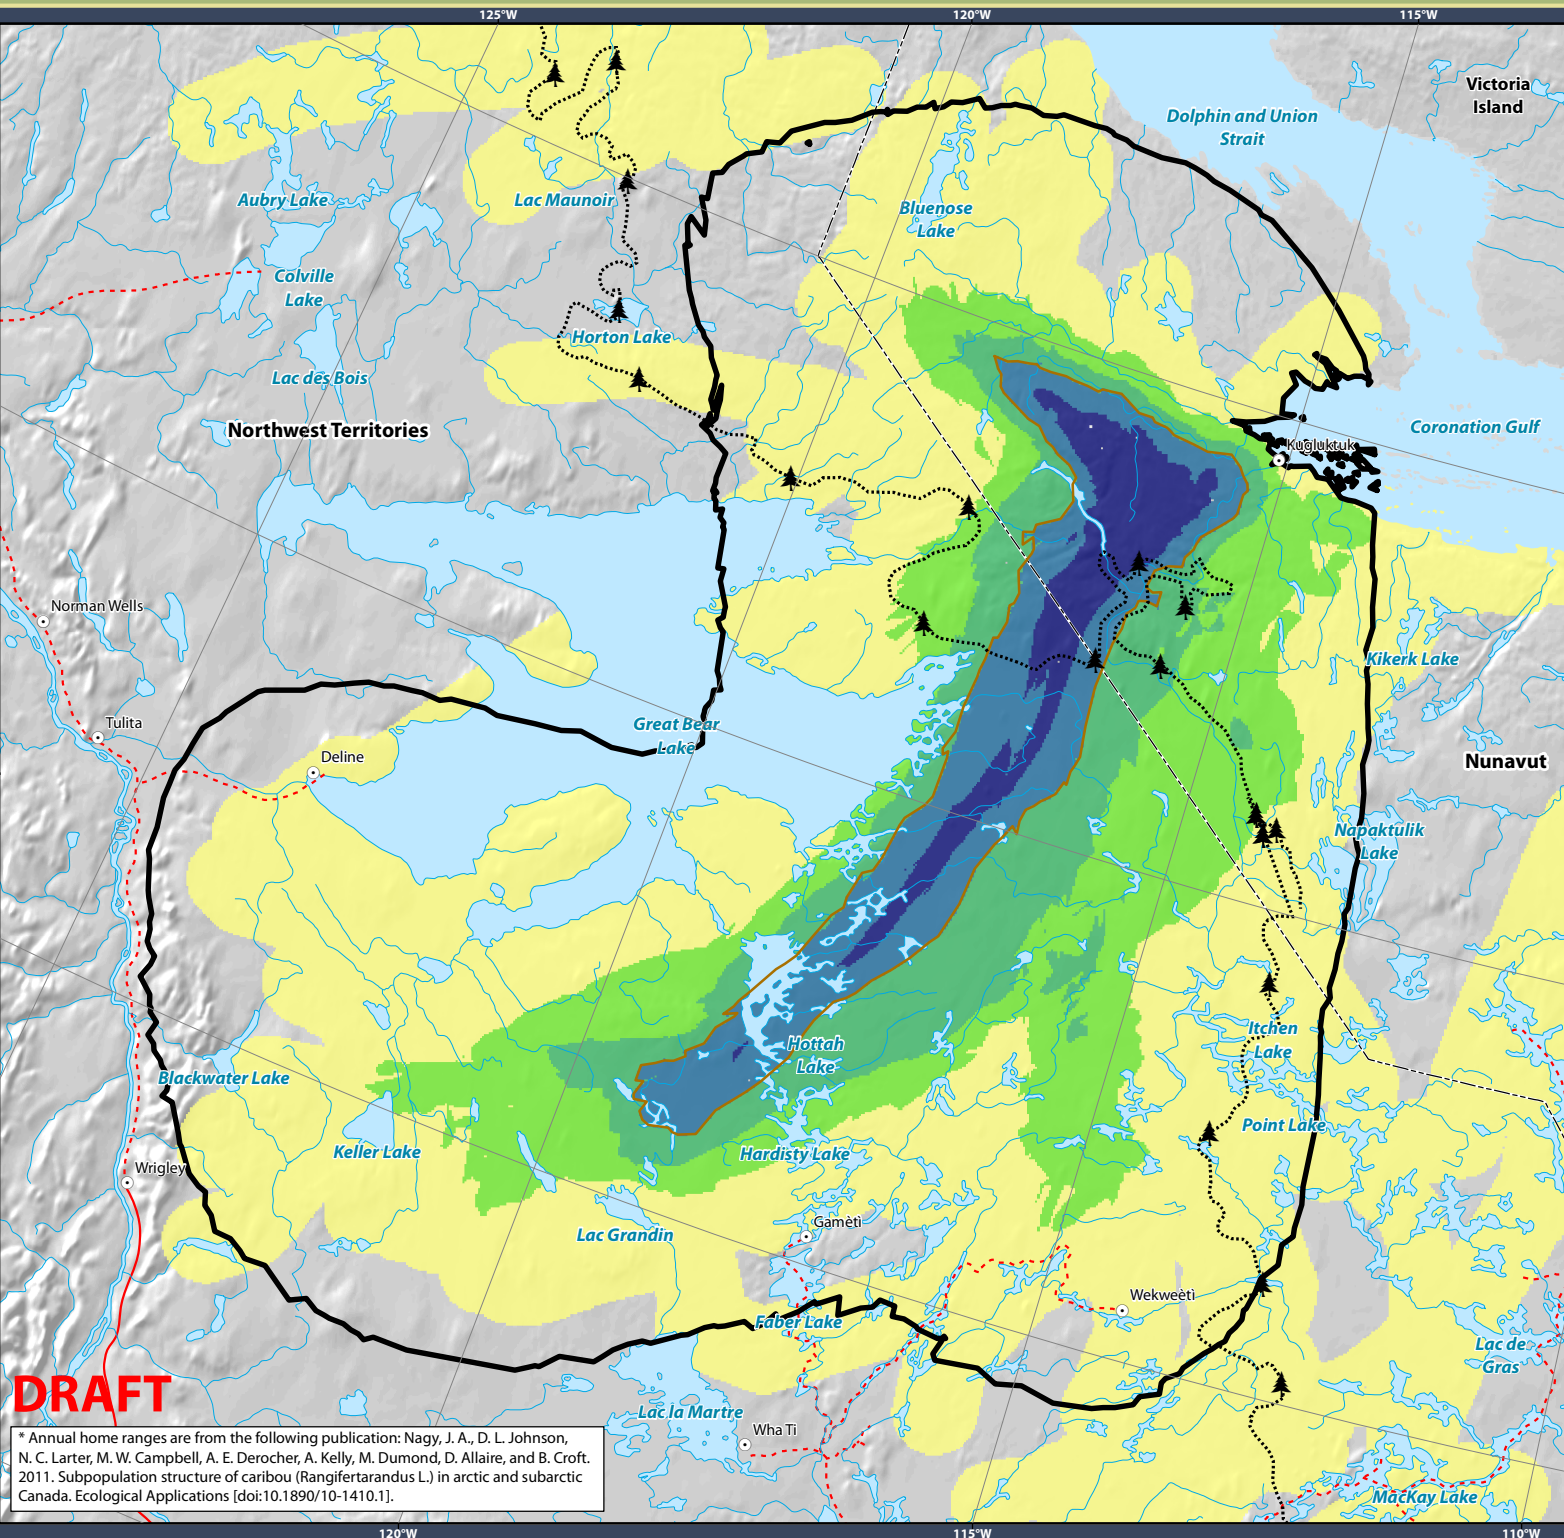 125°W
120°W
115°W
Victoria
Island
Dolphin and Union
Strait
Aubry Lake
Lac Maunoir
Bluenose
Lake
Colville
Lake
Horton Lake
Lac des Bois
Northwest Territories
Coronation Gulf
Kugluktuk
Norman Wells
Kikerk Lake
Tulita
Great Bear
Lake
Deline
Nunavut
Napaktulik
Lake
Itchen
Lake
Hottah
Lake
Blackwater Lake
Point Lake
Keller Lake
Hardisty Lake
Wrigley
Gamètì
Lac Grandin
Wekweètì
Faber Lake
Lac de
Gras
DRAFT
Lac la Martre
Wha Ti
* Annual home ranges are from the following publication: Nagy, J. A., D. L. Johnson,
N. C. Larter, M. W. Campbell, A. E. Derocher, A. Kelly, M. Dumond, D. Allaire, and B. Croft.
2011. Subpopulation structure of caribou (Rangifertarandus L.) in arctic and subarctic
Canada. Ecological Applications [doi:10.1890/10-1410.1].
MacKay Lake
120°W
115°W
110°W